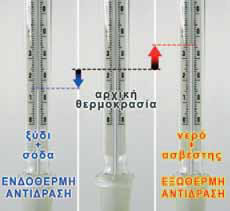 αρχική
θερμοκρασία
ξύδι
+
σόδα
ΕΝΔΟΘΕΡΜΗ
ΑΝΤΙΔΡΑΣΗ
νερό
+
ασβέστης
ΕΞΩΘΕΡΜΗ
ΑΝΤΙΔΡΑΣΗ